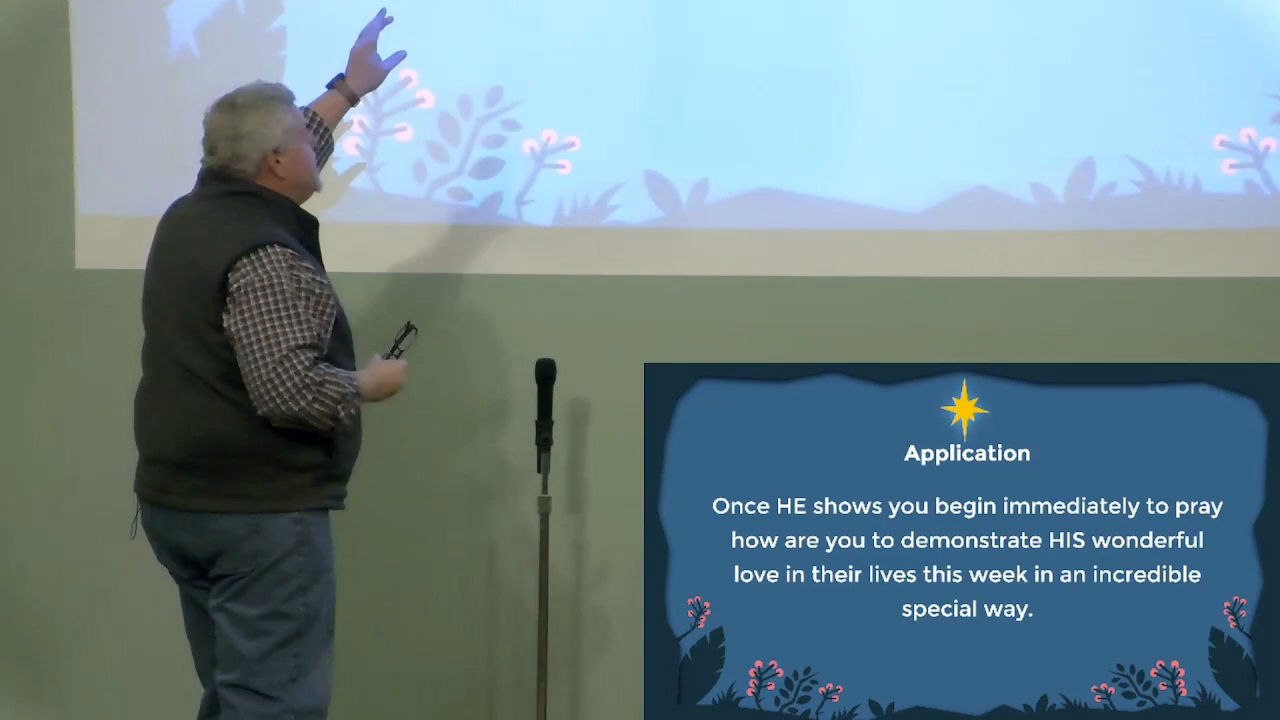 Application
Once HE shows you begin immediately to pray
how are you to demonstrate HIS wonderful
love in their lives this week in an incredible
special way.